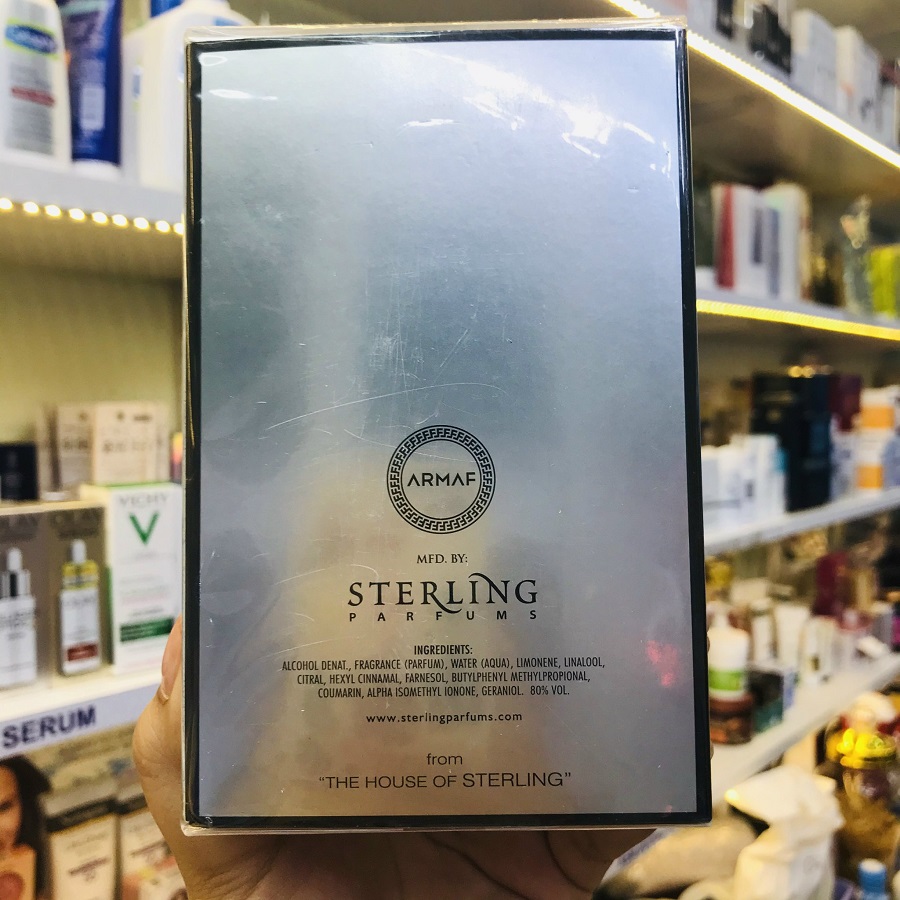 ARMAF
MFD. BY:
STERLING
PARFUMS
INGREDIENTS:
ALCOHOL DENAT., FRAGRANCE (PARFUM), WATER (AQUA), LIMONENE, LINALOOL,
CITRAL, HEXYL CINNAMAL, FARNESOL, BUTYLPHENYL METHYLPROPIONAL,
COUMARIN, ALPHA ISOMETHYL IONONE, GERANIOL. 80% VOL.
www.sterlingparfums.com
from
"THE HOUSE OF STERLING"
VICHY
SERUM